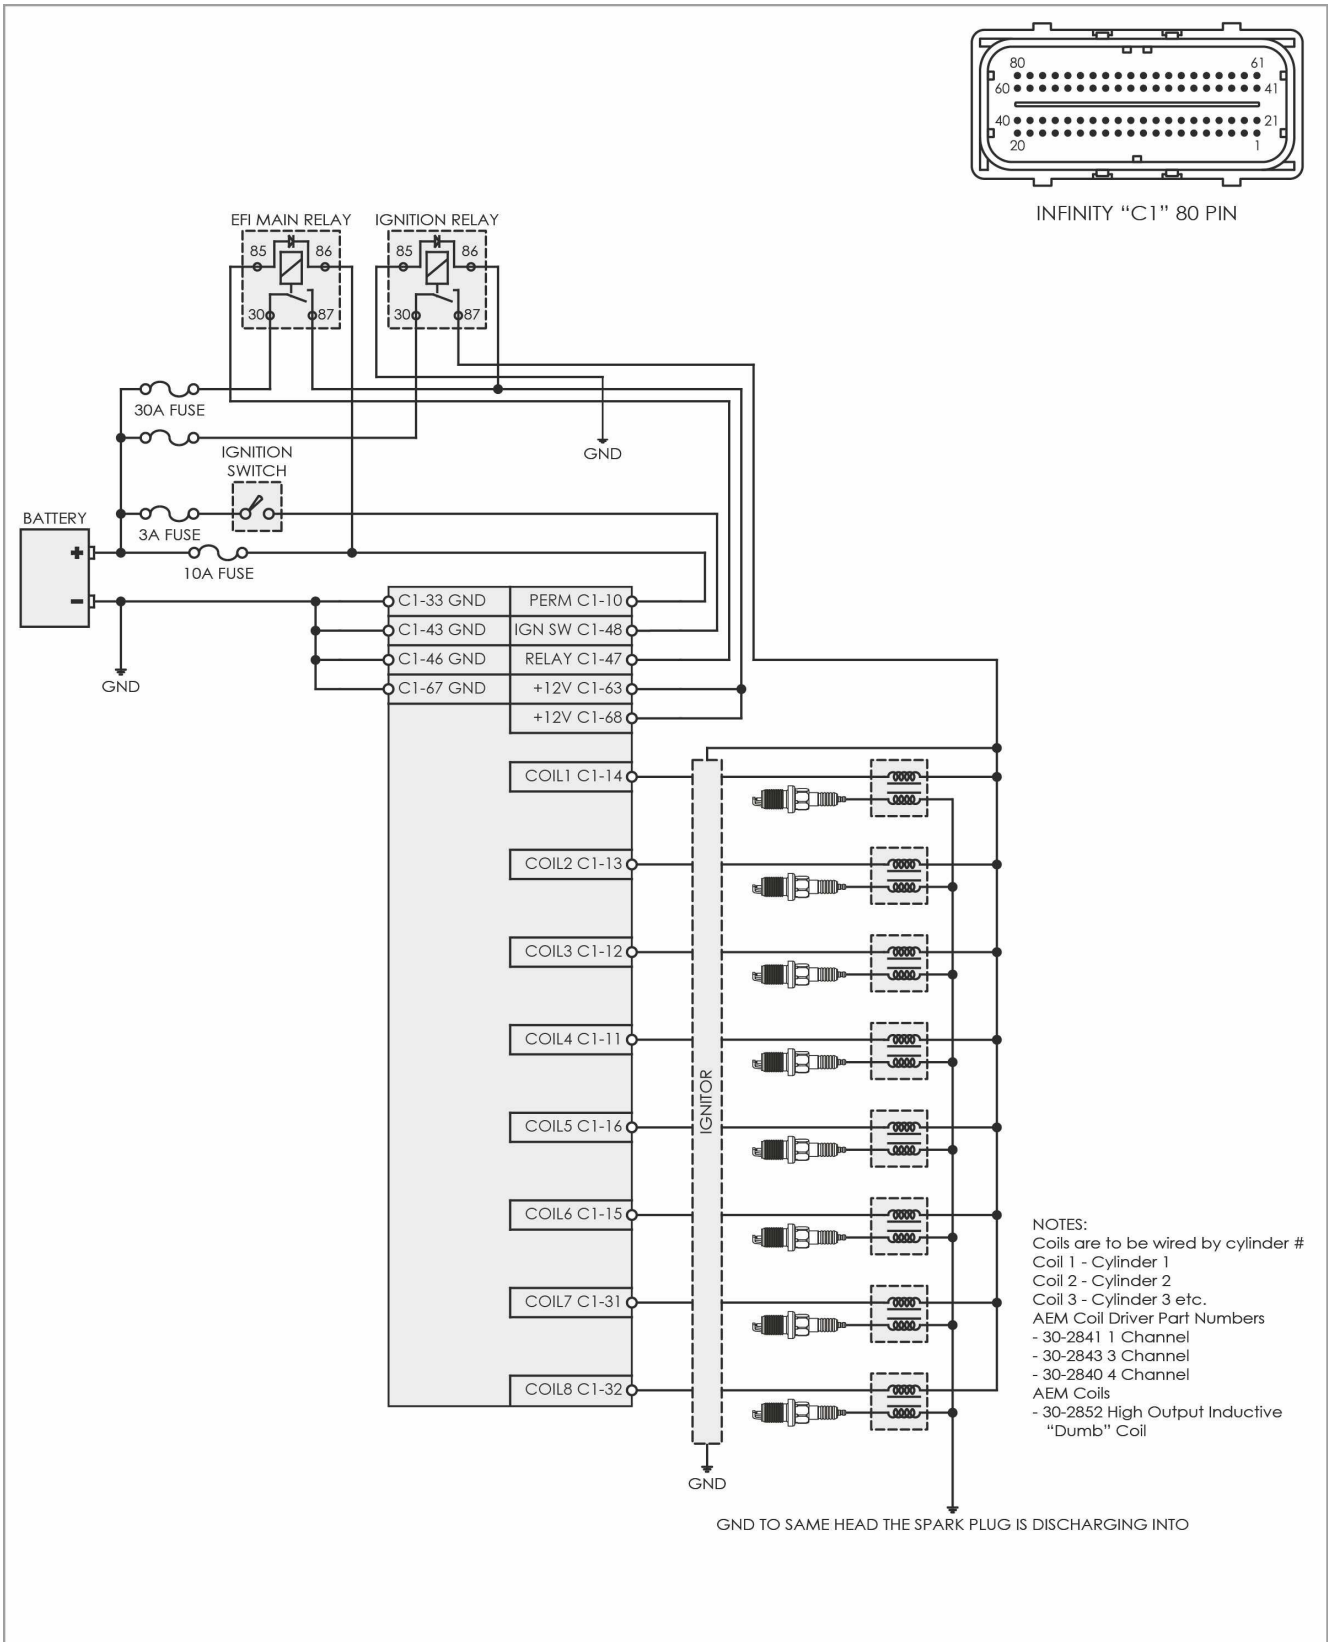 80 61
60 41
40 21
20 1
INFINITY “C1” 80 PIN
EFI MAIN RELAY
85 86
30 87
IGNITION RELAY
85 86
30 87
30A FUSE
GND
IGNITION
SWITCH
3A FUSE
BATTERY
+
-
10A FUSE
GND
C1-33 GND PERM C1-10
C1-43 GND IGN SW C1-48
C1-46 GND RELAY C1-47
C1-67 GND +12V C1-63
+12V C1-68
COIL1 C1-14
COIL2 C1-13
COIL3 C1-12
COIL4 C1-11
COIL5 C1-16
COIL6 C1-15
COIL7 C1-31
COIL8 C1-32
IGNITOR
GND
NOTES:
Coils are to be wired by cylinder #
Coil 1 - Cylinder 1
Coil 2 - Cylinder 2
Coil 3 - Cylinder 3 etc.
AEM Coil Driver Part Numbers
- 30-2841 1 Channel
- 30-2843 3 Channel
- 30-2840 4 Channel
AEM Coils
- 30-2852 High Output Inductive
“Dumb” Coil
GND TO SAME HEAD THE SPARK PLUG IS DISCHARGING INTO